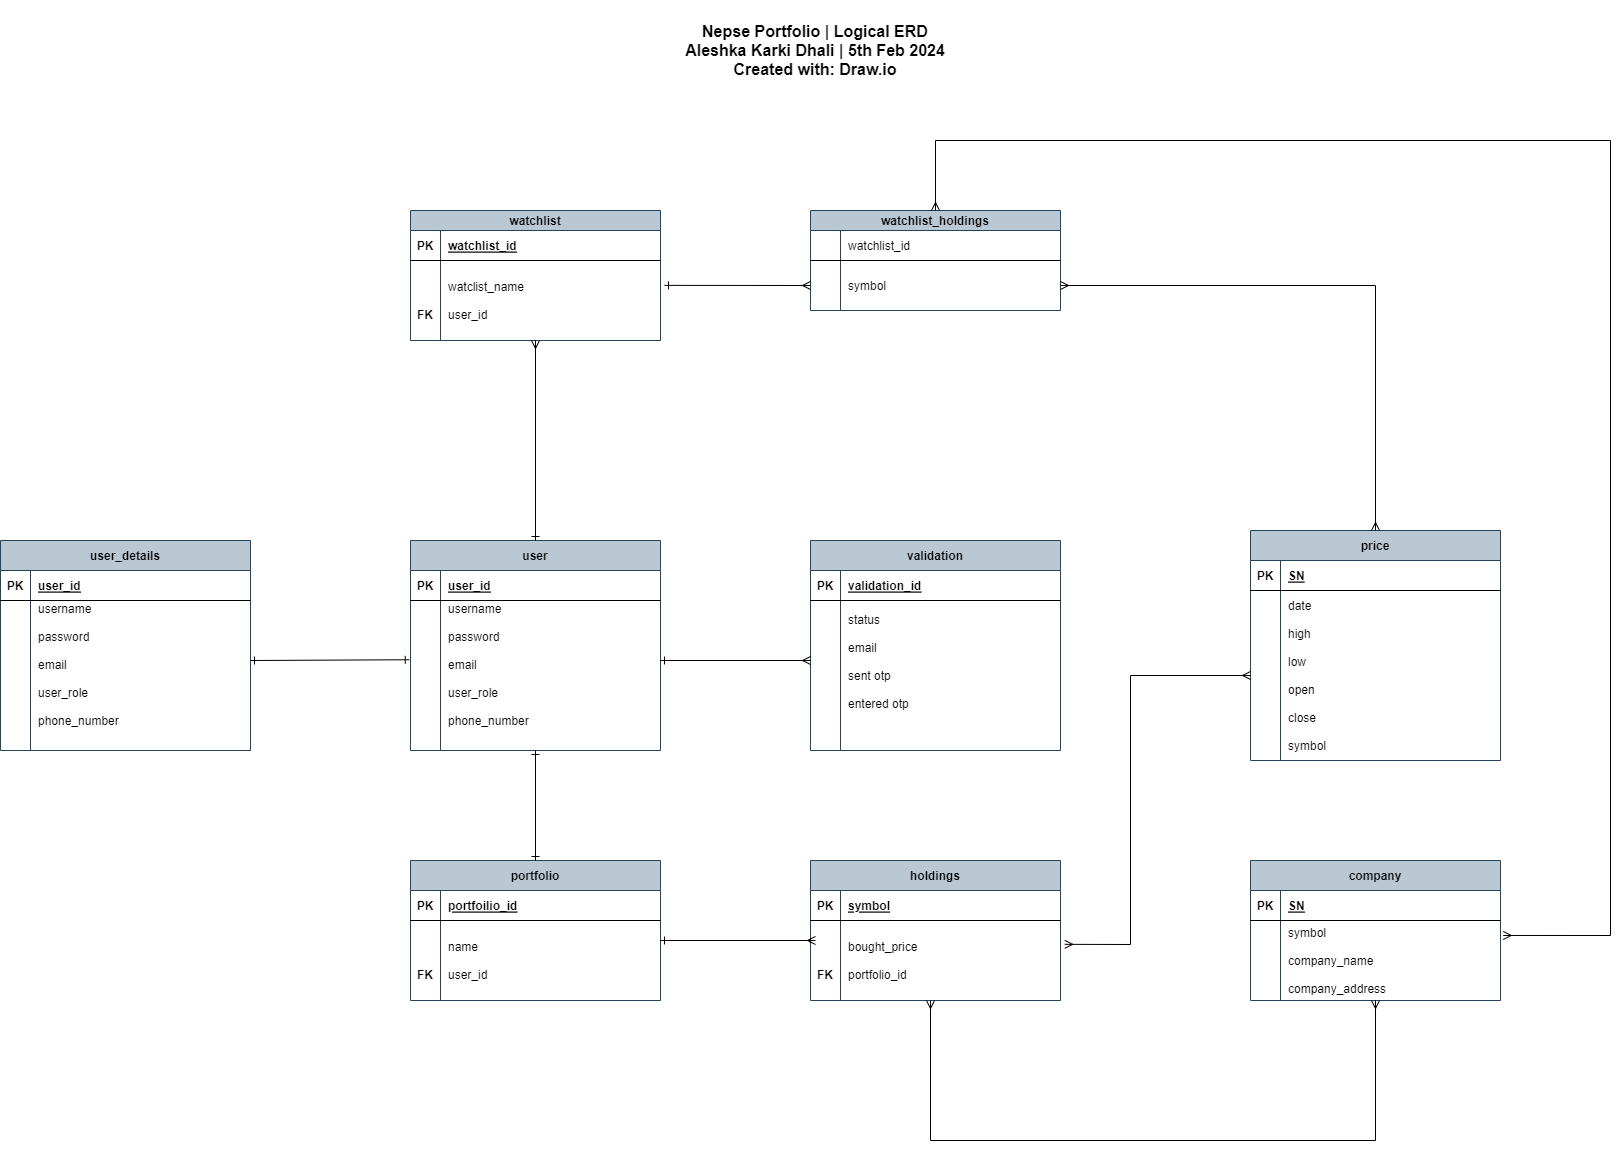 Nepse Portfolio | Logical ERD
Aleshka Karki Dhali | 5th Feb 2024
Created with: Draw.io
watchlist
PK watchlist_id
watclist_name
FK user_id
watchlist_holdings
watchlist_id
symbol
user_details
PK user_id
username
password
email
user_role
phone_number
user
PK user_id
username
password
email
user_role
phone_number
validation
PK validation_id
status
email
sent otp
entered otp
price
PK SN
date
high
low
open
close
symbol
portfolio
PK portfoilio_id
name
FK user_id
holdings
PK symbol
bought_price
FK portfolio_id
company
PK SN
symbol
company_name
company_address